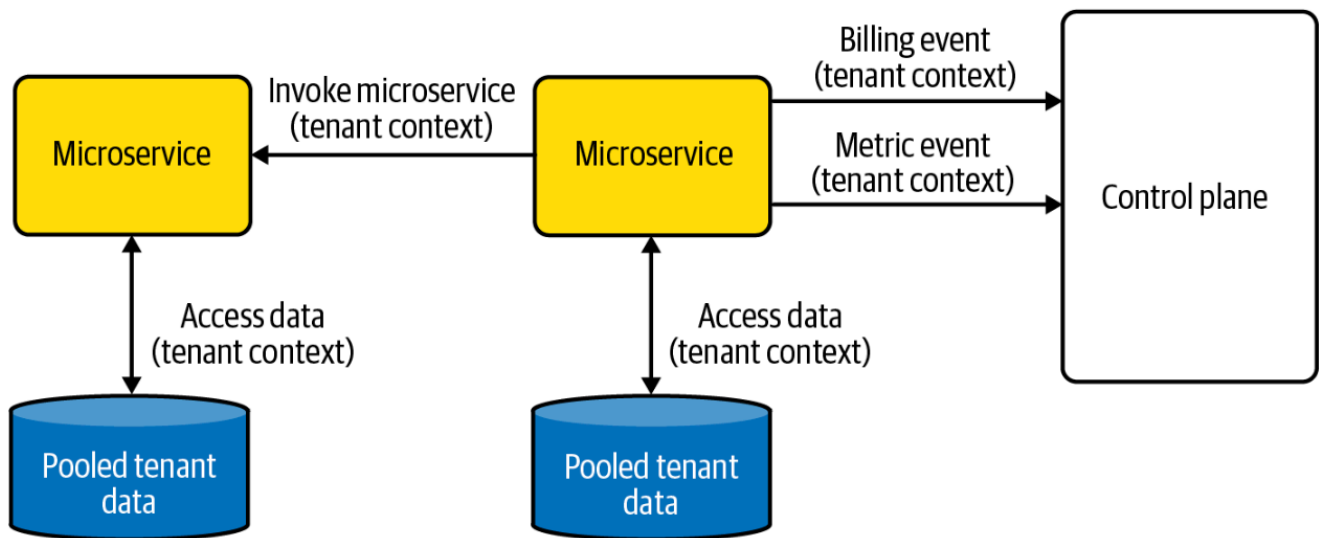 Billing event
(tenant context)
Invoke microservice
(tenant context)
Microservice
Microservice
Metric event
(tenant context)
Control plane
Access data
(tenant context)
Access data
(tenant context)
Pooled tenant
data
Pooled tenant
data